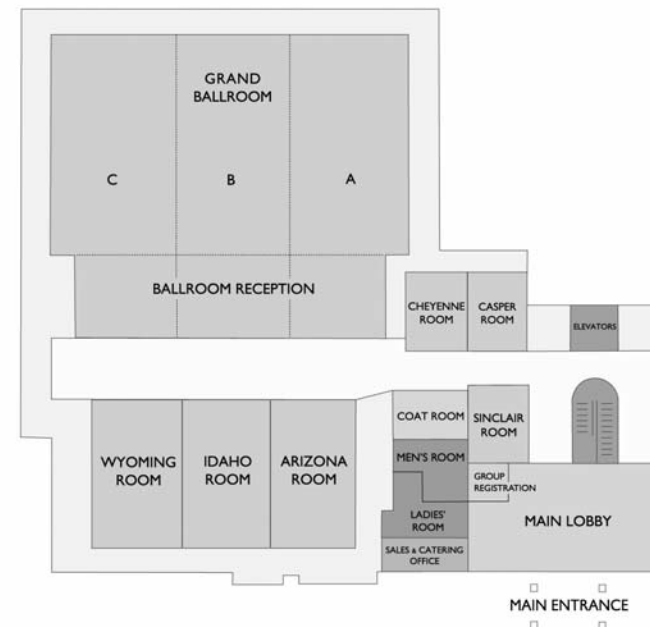 GRAND
BALLROOM
C
B
A
BALLROOM RECEPTION
CHEYENNE
ROOM
CASPER
ROOM
ELEVATORS
WYOMING
ROOM
IDAHO
ROOM
ARIZONA
ROOM
COAT ROOM
SINCLAIR
ROOM
MEN'S ROOM
GROUP
REGISTRATION
LADIES'
ROOM
MAIN LOBBY
SALES & CATERING
OFFICE
MAIN ENTRANCE